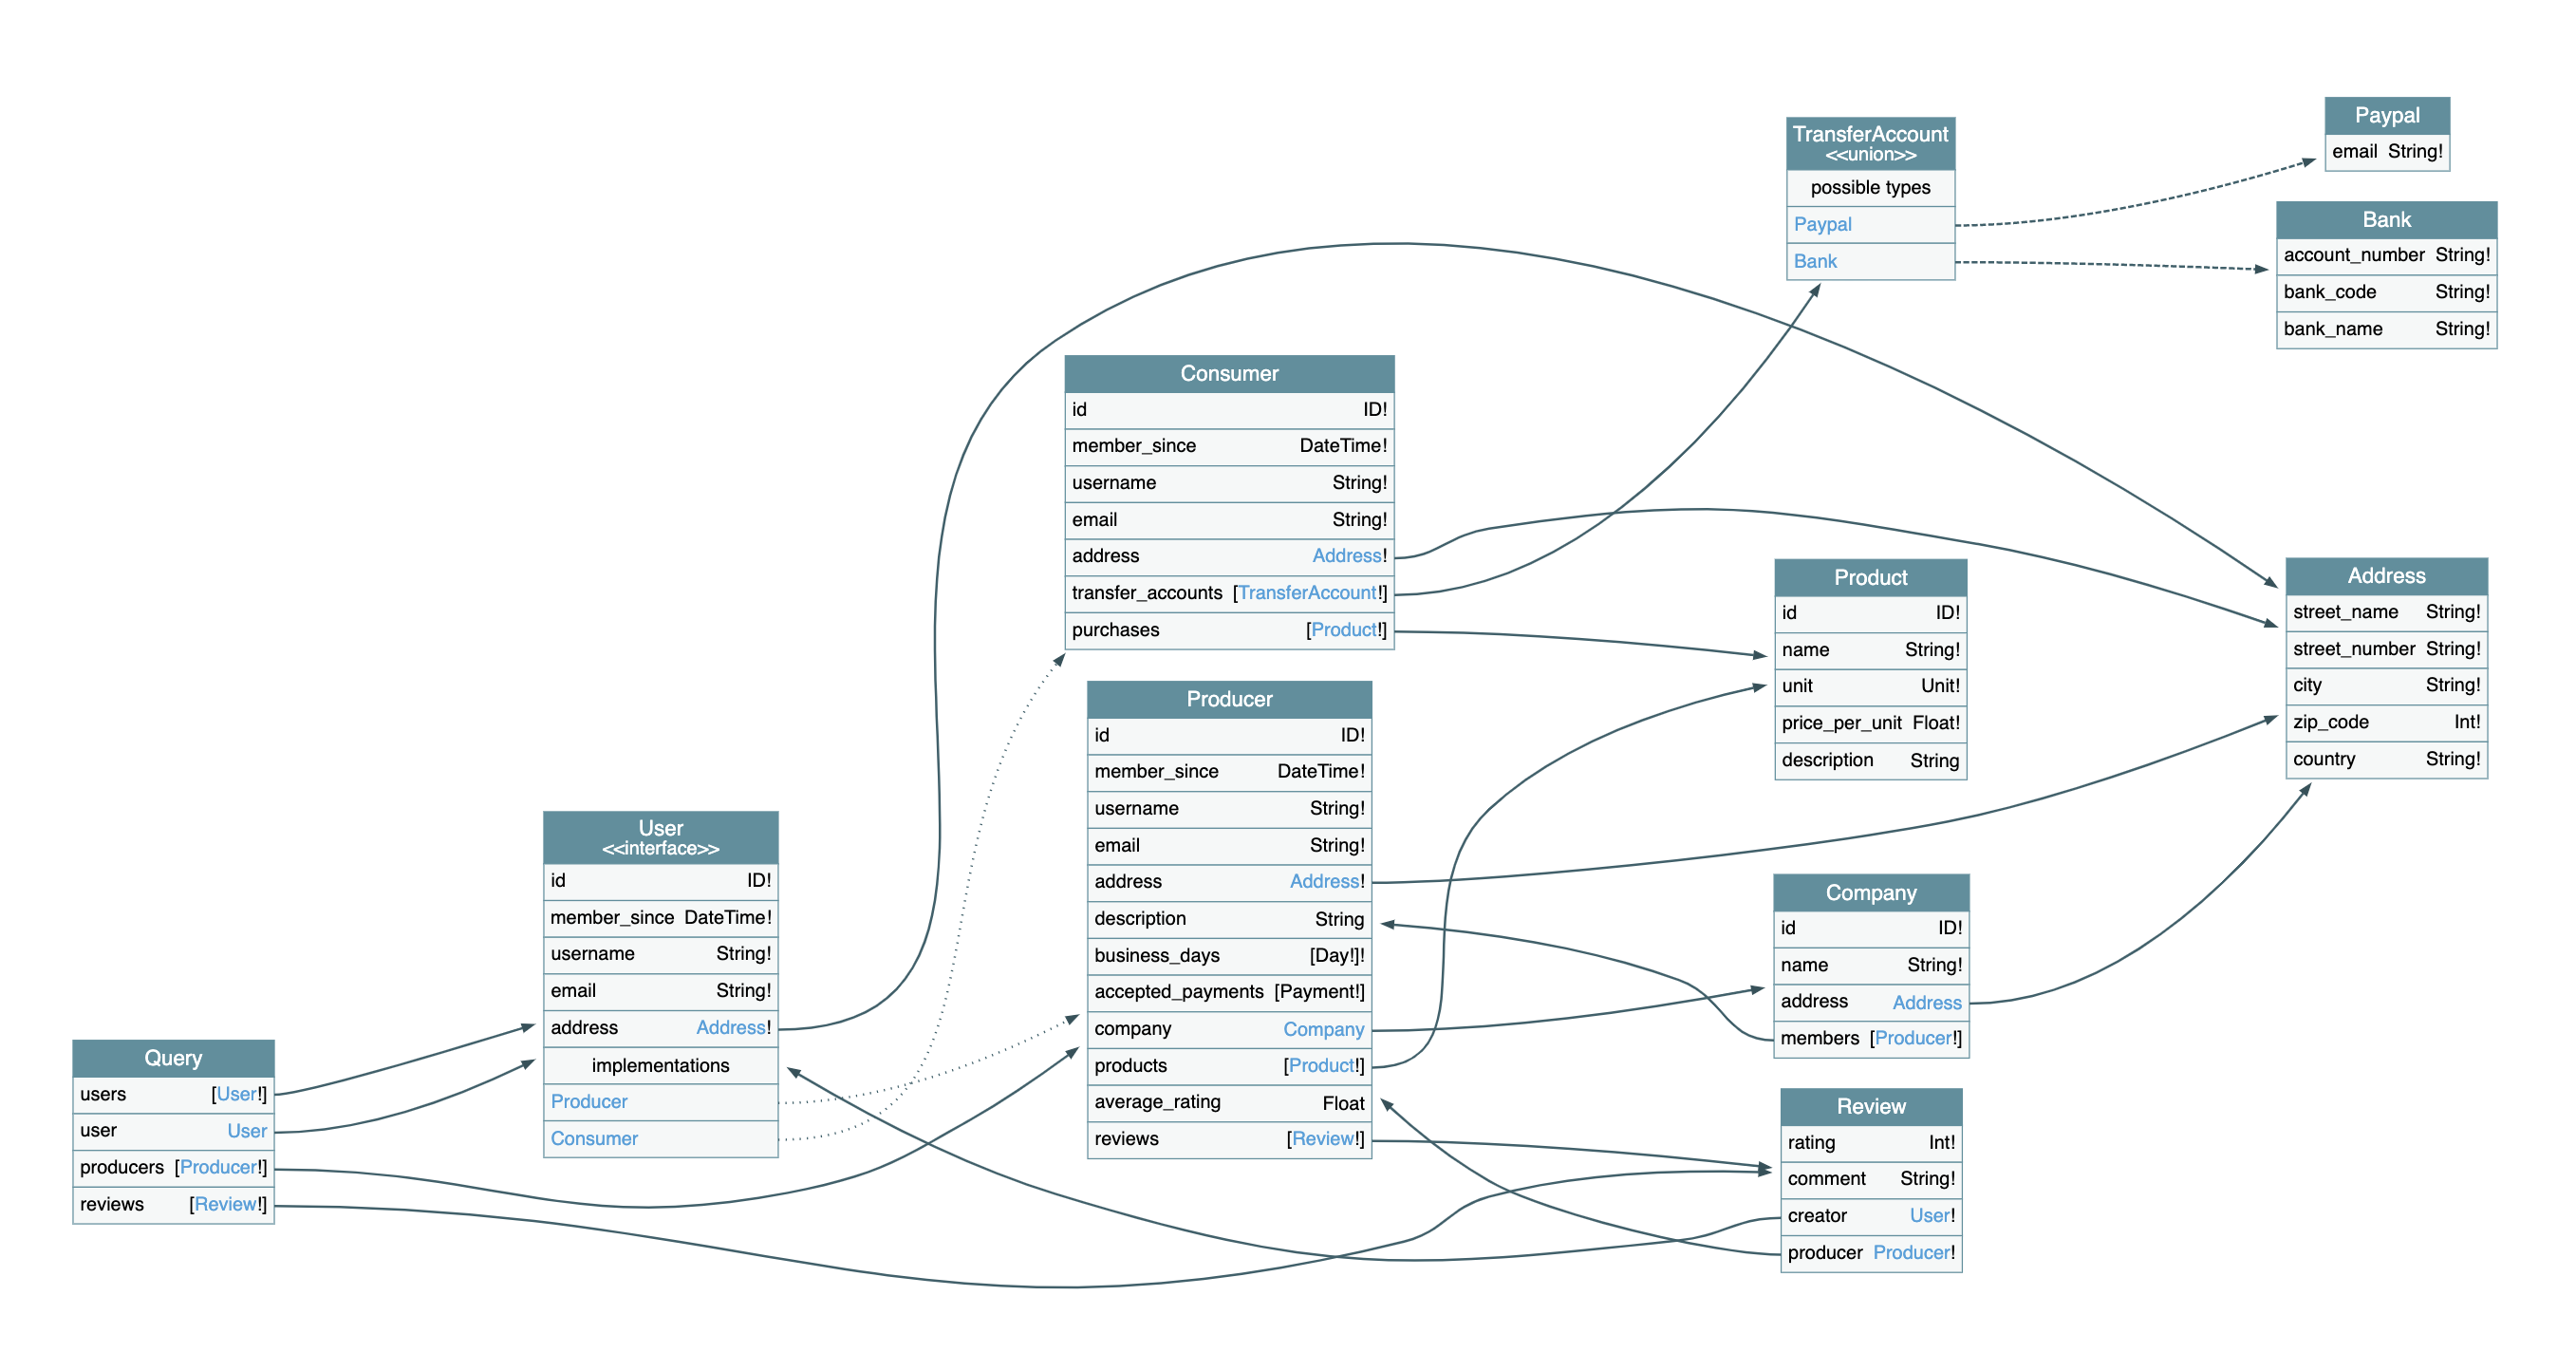 Paypal
email String!
TransferAccount
<<union>>
possible types
Paypal
Bank
Bank
account_number String!
bank_code String!
bank_name String!
Consumer
id ID!
member_since DateTime!
username String!
email String!
address Address!
transfer_accounts [TransferAccount!]
purchases [Product!]
Product
id ID!
name String!
unit Unit!
price_per_unit Float!
description String
Address
street_name String!
street_number String!
city String!
zip_code Int!
country String!
Producer
id ID!
member_since DateTime!
username String!
email String!
address Address!
description String
business_days [Day!]!
accepted_payments [Payment!]
company Company
products [Product!]
average_rating Float
reviews [Review!]
User
<<interface>>
id ID!
member_since DateTime!
username String!
email String!
address Address!
implementations
Producer
Consumer
Company
id ID!
name String!
address Address
members [Producer!]
Query
users [User!]
user User
producers [Producer!]
reviews [Review!]
Review
rating Int!
comment String!
creator User!
producer Producer!